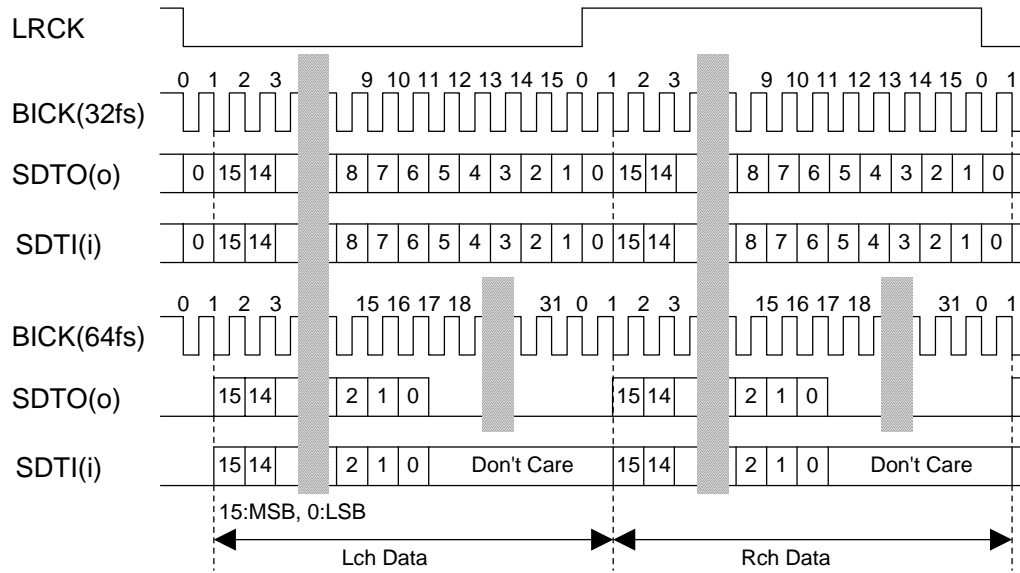 LRCK
0 1 2 3 9 10 11 12 13 14 15 0 1 2 3 9 10 11 12 13 14 15 0 1
BICK(32fs)
SDTO(o) 0 15 14 8 7 6 5 4 3 2 1 0 15 14 8 7 6 5 4 3 2 1 0
SDTI(i) 0 15 14 8 7 6 5 4 3 2 1 0 15 14 8 7 6 5 4 3 2 1 0
0 1 2 3 15 16 17 18 31 0 1 2 3 15 16 17 18 31 0 1
BICK(64fs)
SDTO(o) 15 14 2 1 0 15 14 2 1 0
SDTI(i) 15 14 2 1 0 Don't Care 15 14 2 1 0 Don't Care
15:MSB, 0:LSB
Lch Data Rch Data